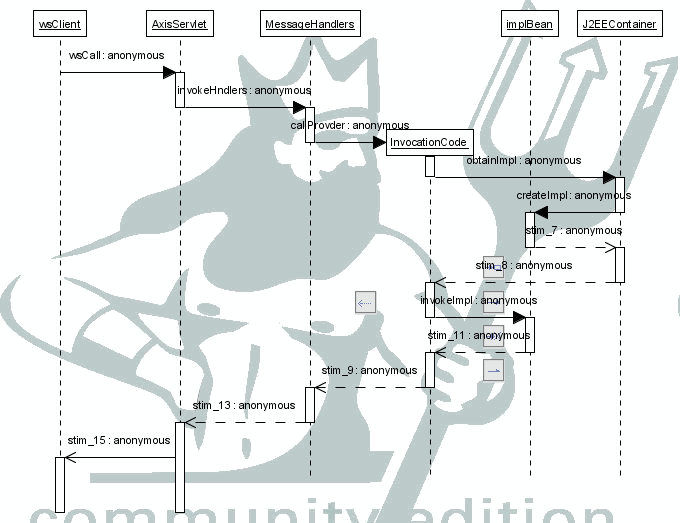 wsClient
AxisServlet
MessageHandlers
implBean
J2EEContainer
wsCall : anonymous
invokeHndlers : anonymous
callProvder : anonymous
InvocationCode
obtainImpl : anonymous
createImpl : anonymous
stim_7 : anonymous
stim_8 : anonymous
invokeImpl : anonymous
stim_11 : anonymous
stim_9 : anonymous
stim_13 : anonymous
stim_15 : anonymous
community edition